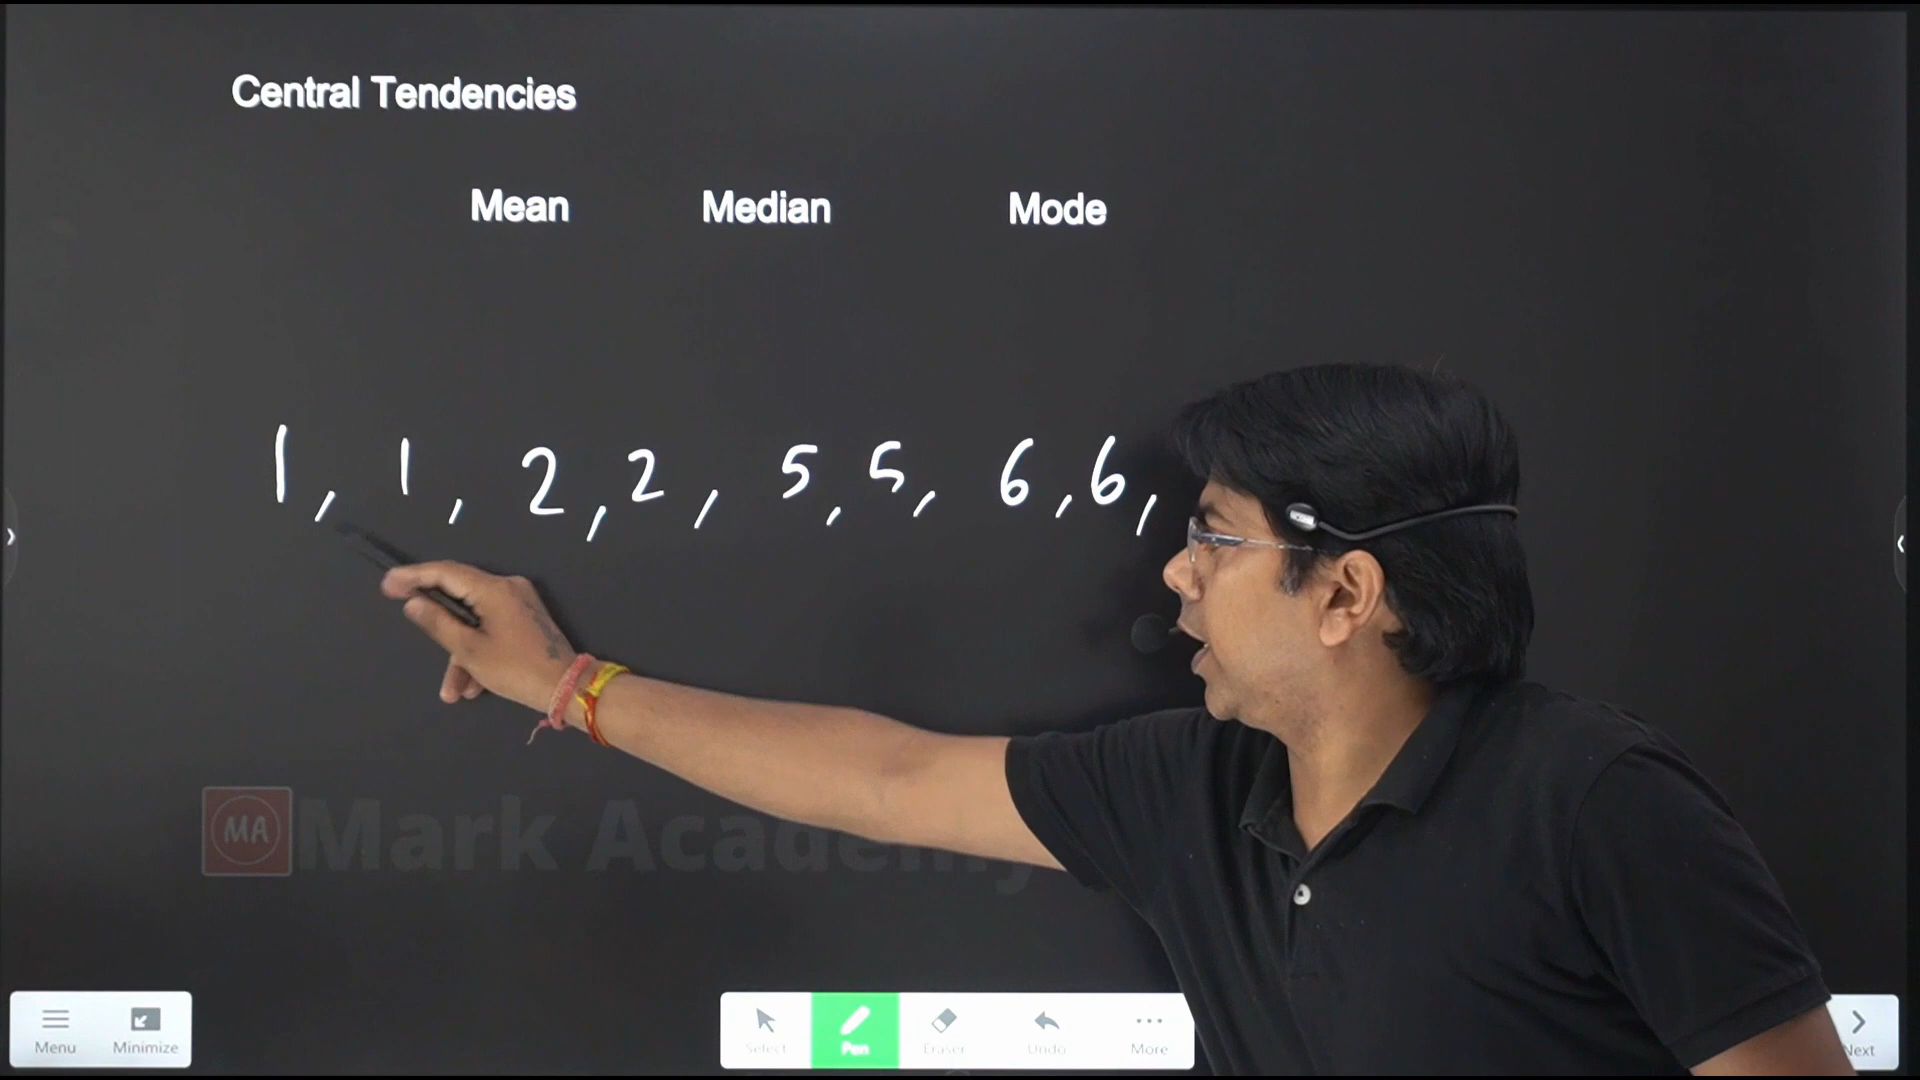 Central Tendencies
Mean Median Mode
1, 1, 2, 2, 5, 5, 6, 6,
MA Mark Academy
Menu Minimize Select Pen Eraser Undo More Next